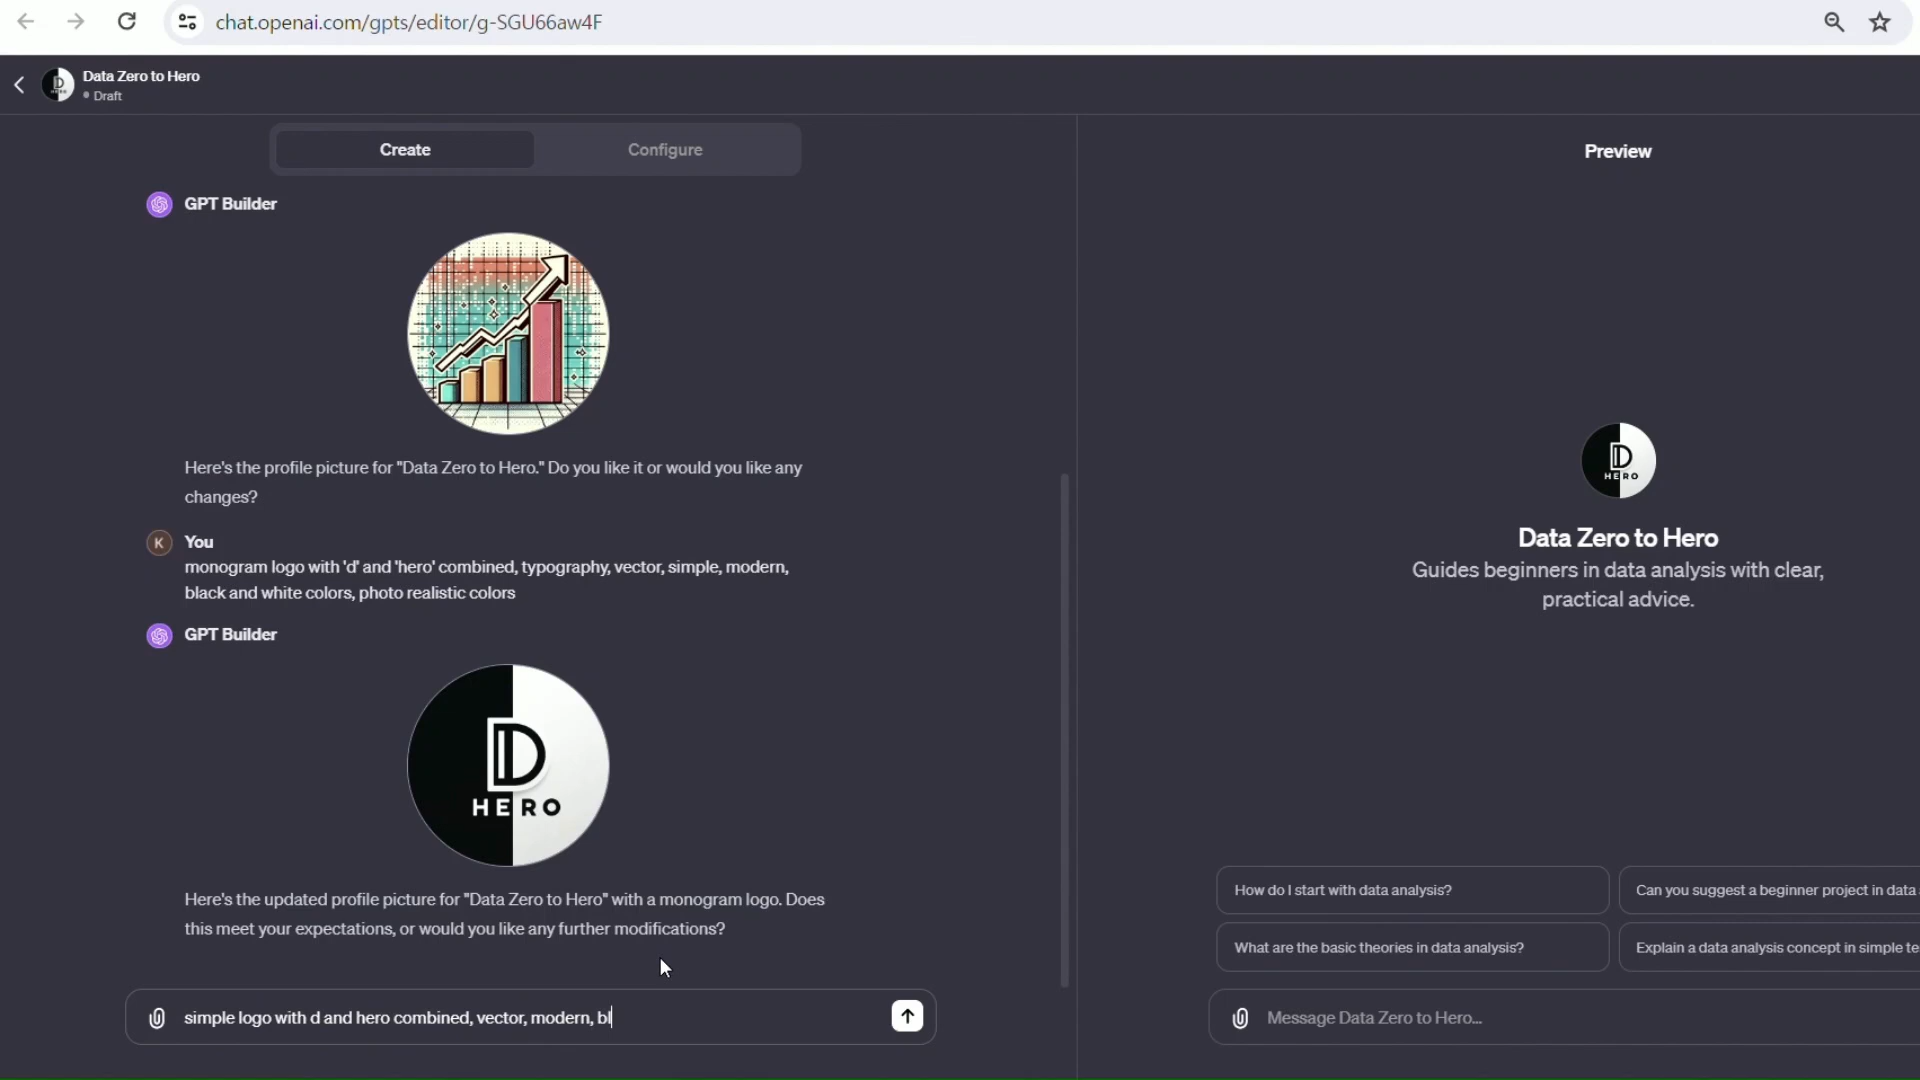 chat.openai.com/gpts/editor/g-SGU66aw4F
Data Zero to Hero
Draft
Create
Configure
Preview
GPT Builder
Here's the profile picture for "Data Zero to Hero." Do you like it or would you like any
changes?
K
You
monogram logo with 'd' and 'hero' combined, typography, vector, simple, modern,
black and white colors, photo realistic colors
GPT Builder
D
HERO
Here's the updated profile picture for "Data Zero to Hero" with a monogram logo. Does
this meet your expectations, or would you like any further modifications?
simple logo with d and hero combined, vector, modern, bl
D
HERO
Data Zero to Hero
Guides beginners in data analysis with clear,
practical advice.
How do I start with data analysis?
Can you suggest a beginner project in data
What are the basic theories in data analysis?
Explain a data analysis concept in simple te
Message Data Zero to Hero...